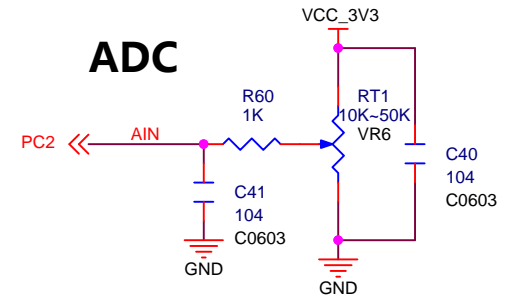 VCC_3V3
ADC
R60
1K
RT1
10K~50K
VR6
PC2
AIN
C40
104
C0603
C41
104
C0603
GND
GND